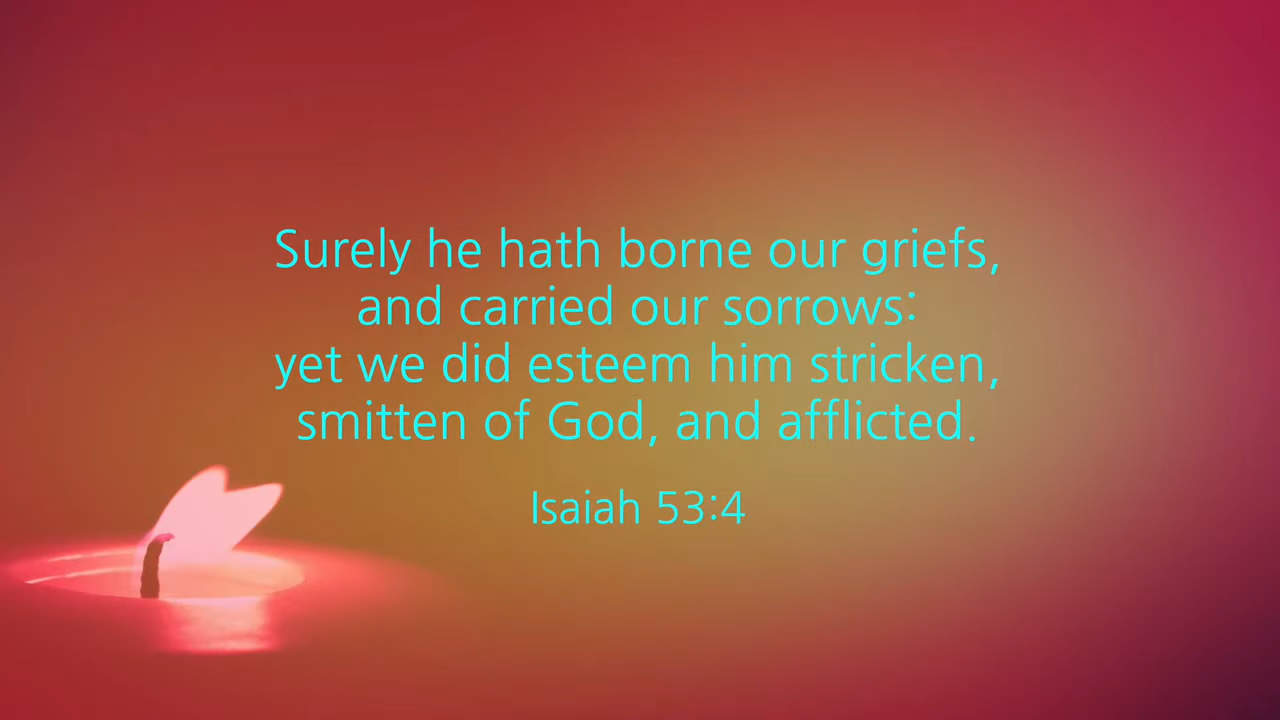 Surely he hath borne our griefs,
and carried our sorrows:
yet we did esteem him stricken,
smitten of God, and afflicted.
Isaiah 53:4